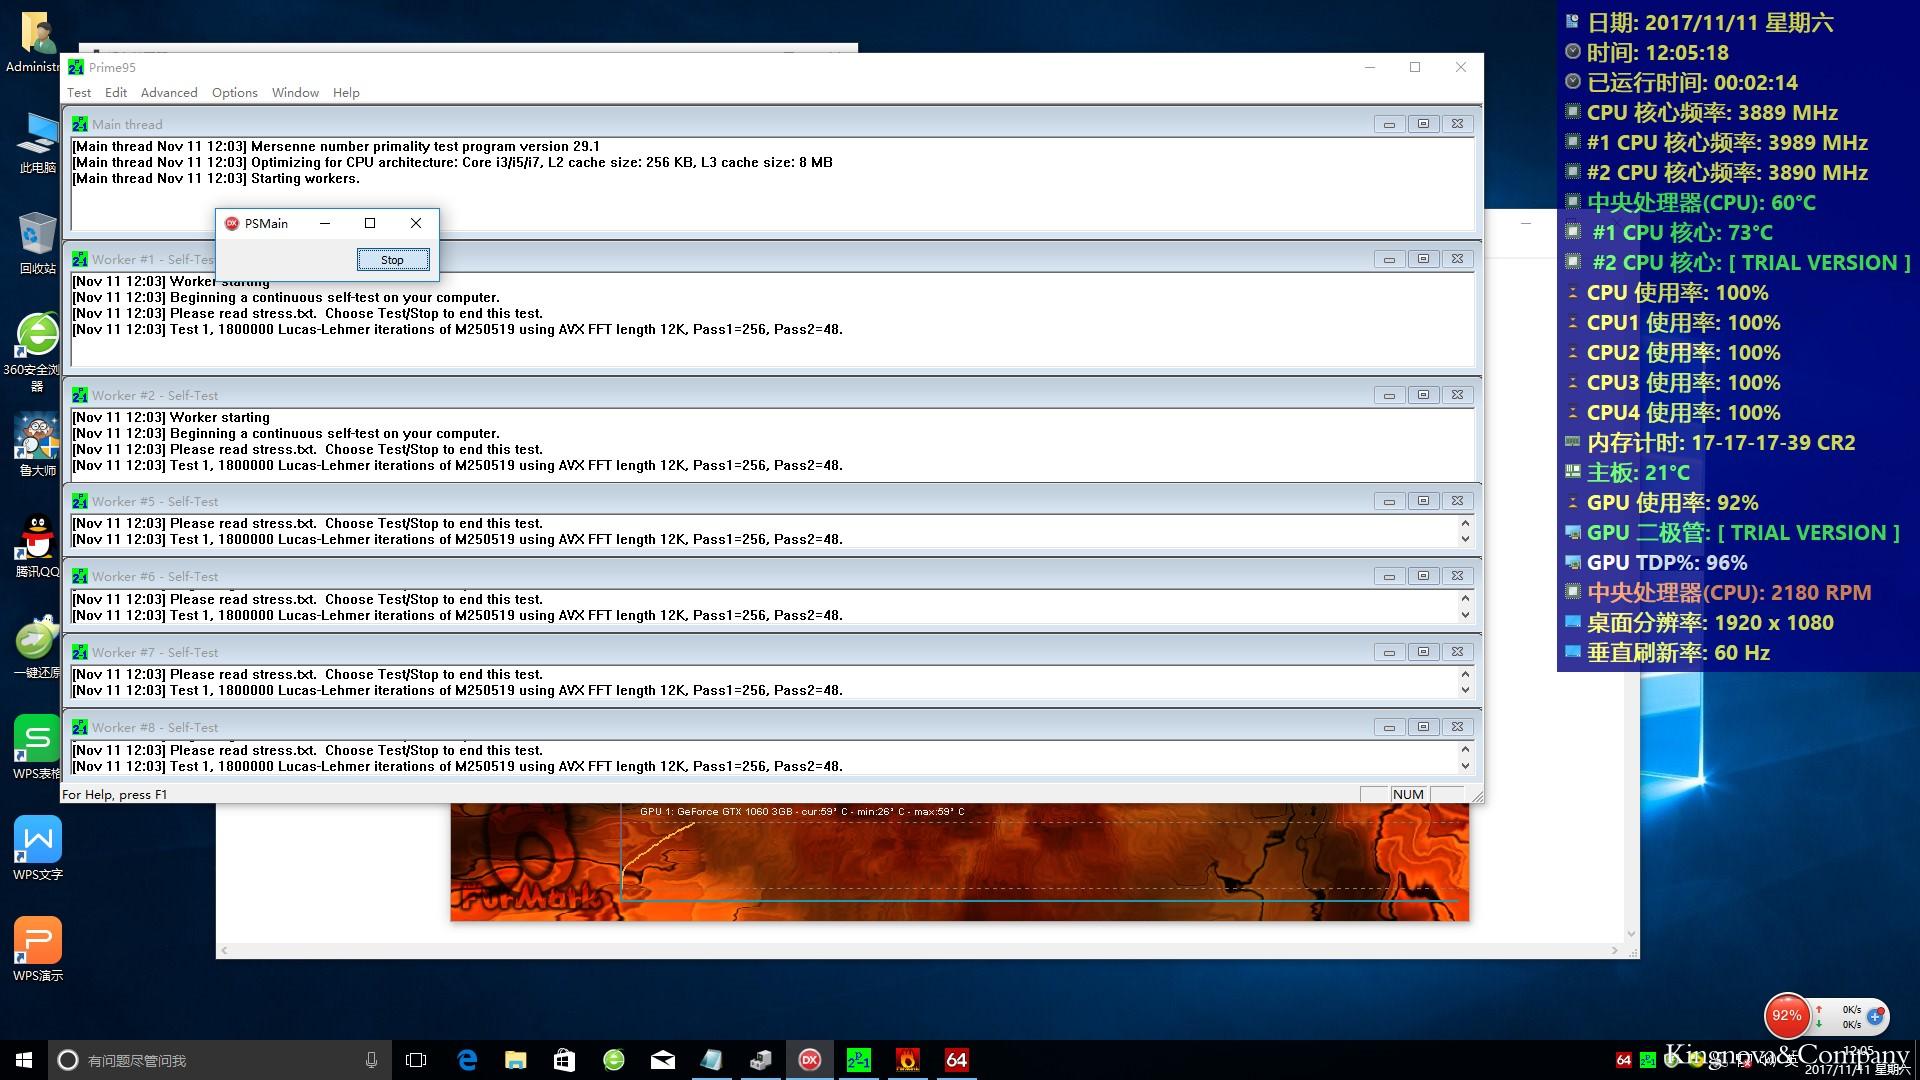 Administr
此电脑
回收站
360安全浏
器
鲁大师
腾讯QQ
一键还原
WPS表格
WPS文字
WPS演示
Prime95
Test Edit Advanced Options Window Help
Main thread
[Main thread Nov 11 12:03] Mersenne number primality test program version 29.1
[Main thread Nov 11 12:03] Optimizing for CPU architecture: Core i3/i5/i7, L2 cache size: 256 KB, L3 cache size: 8 MB
[Main thread Nov 11 12:03] Starting workers.
PSMain
Stop
Worker #1 - Self-Tes
[Nov 11 12:03] Worker starting
[Nov 11 12:03] Beginning a continuous self-test on your computer.
[Nov 11 12:03] Please read stress.txt. Choose Test/Stop to end this test.
[Nov 11 12:03] Test 1, 1800000 Lucas-Lehmer iterations of M250519 using AVX FFT length 12K, Pass1=256, Pass2=48.
Worker #2 - Self-Test
[Nov 11 12:03] Worker starting
[Nov 11 12:03] Beginning a continuous self-test on your computer.
[Nov 11 12:03] Please read stress.txt. Choose Test/Stop to end this test.
[Nov 11 12:03] Test 1, 1800000 Lucas-Lehmer iterations of M250519 using AVX FFT length 12K, Pass1=256, Pass2=48.
Worker #5 - Self-Test
[Nov 11 12:03] Please read stress.txt. Choose Test/Stop to end this test.
[Nov 11 12:03] Test 1, 1800000 Lucas-Lehmer iterations of M250519 using AVX FFT length 12K, Pass1=256, Pass2=48.
Worker #6 - Self-Test
[Nov 11 12:03] Please read stress.txt. Choose Test/Stop to end this test.
[Nov 11 12:03] Test 1, 1800000 Lucas-Lehmer iterations of M250519 using AVX FFT length 12K, Pass1=256, Pass2=48.
Worker #7 - Self-Test
[Nov 11 12:03] Please read stress.txt. Choose Test/Stop to end this test.
[Nov 11 12:03] Test 1, 1800000 Lucas-Lehmer iterations of M250519 using AVX FFT length 12K, Pass1=256, Pass2=48.
Worker #8 - Self-Test
[Nov 11 12:03] Please read stress.txt. Choose Test/Stop to end this test.
[Nov 11 12:03] Test 1, 1800000 Lucas-Lehmer iterations of M250519 using AVX FFT length 12K, Pass1=256, Pass2=48.
For Help, press F1
NUM
GPU 1: GeForce GTX 1060 3GB - cur:59° C - min:26° C - max:59° C
FurMark
日期: 2017/11/11 星期六
时间: 12:05:18
已运行时间: 00:02:14
CPU 核心频率: 3889 MHz
#1 CPU 核心频率: 3989 MHz
#2 CPU 核心频率: 3890 MHz
中央处理器(CPU): 60°C
#1 CPU 核心: 73°C
#2 CPU 核心: [ TRIAL VERSION ]
CPU 使用率: 100%
CPU1 使用率: 100%
CPU2 使用率: 100%
CPU3 使用率: 100%
CPU4 使用率: 100%
内存计时: 17-17-17-39 CR2
主板: 21°C
GPU 使用率: 92%
GPU 二极管: [ TRIAL VERSION ]
GPU TDP%: 96%
中央处理器(CPU): 2180 RPM
桌面分辨率: 1920 x 1080
垂直刷新率: 60 Hz
92%
0K/s
0K/s
有问题尽管问我
DX
64
64
12:05
2017/11/11 星期六
Kingnova&Company